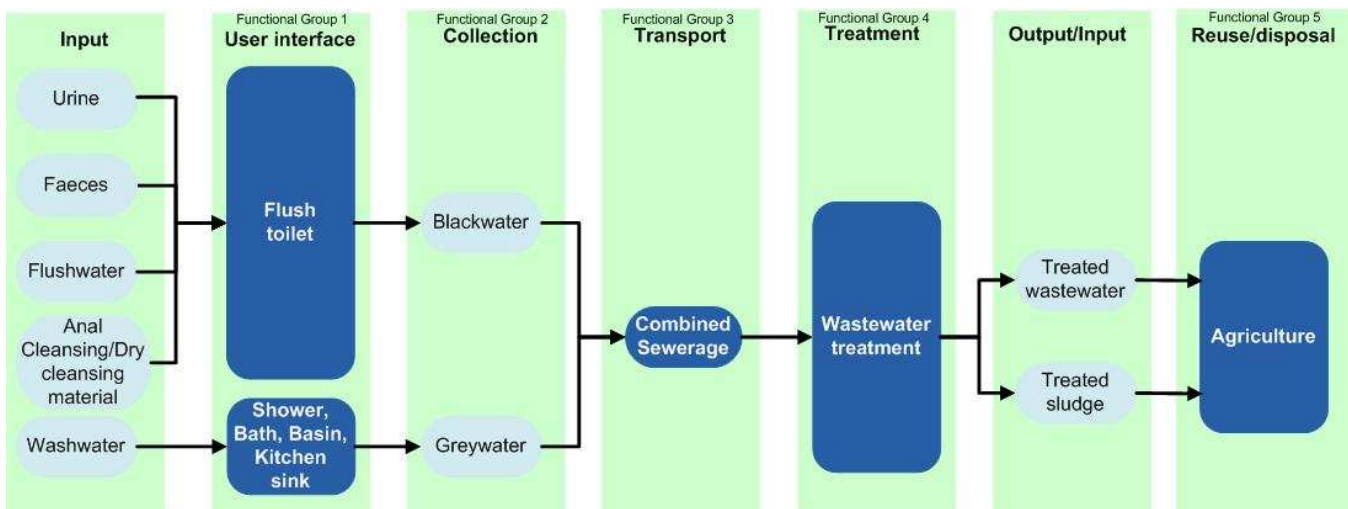 Input
Urine
Faeces
Flushwater
Anal
Cleansing/Dry
cleansing
material
Washwater
Functional Group 1
User interface
Flush
toilet
Shower,
Bath, Basin,
Kitchen
sink
Functional Group 2
Collection
Blackwater
Greywater
Functional Group 3
Transport
Combined
Sewerage
Functional Group 4
Treatment
Wastewater
treatment
Output/Input
Treated
wastewater
Treated
sludge
Functional Group 5
Reuse/disposal
Agriculture